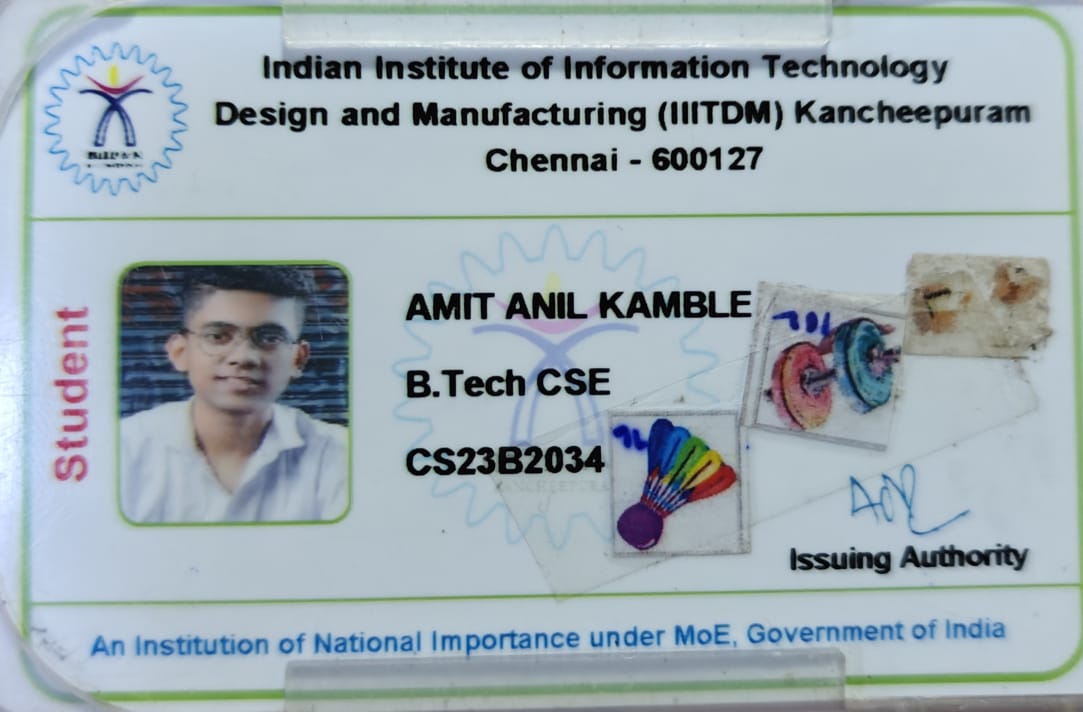 Indian Institute of Information Technology
Design and Manufacturing (IIITDM) Kancheepuram
Chennai - 600127
Student
AMIT ANIL KAMBLE
B.Tech CSE
CS23B2034
Issuing Authority
An Institution of National Importance under MoE, Government of India